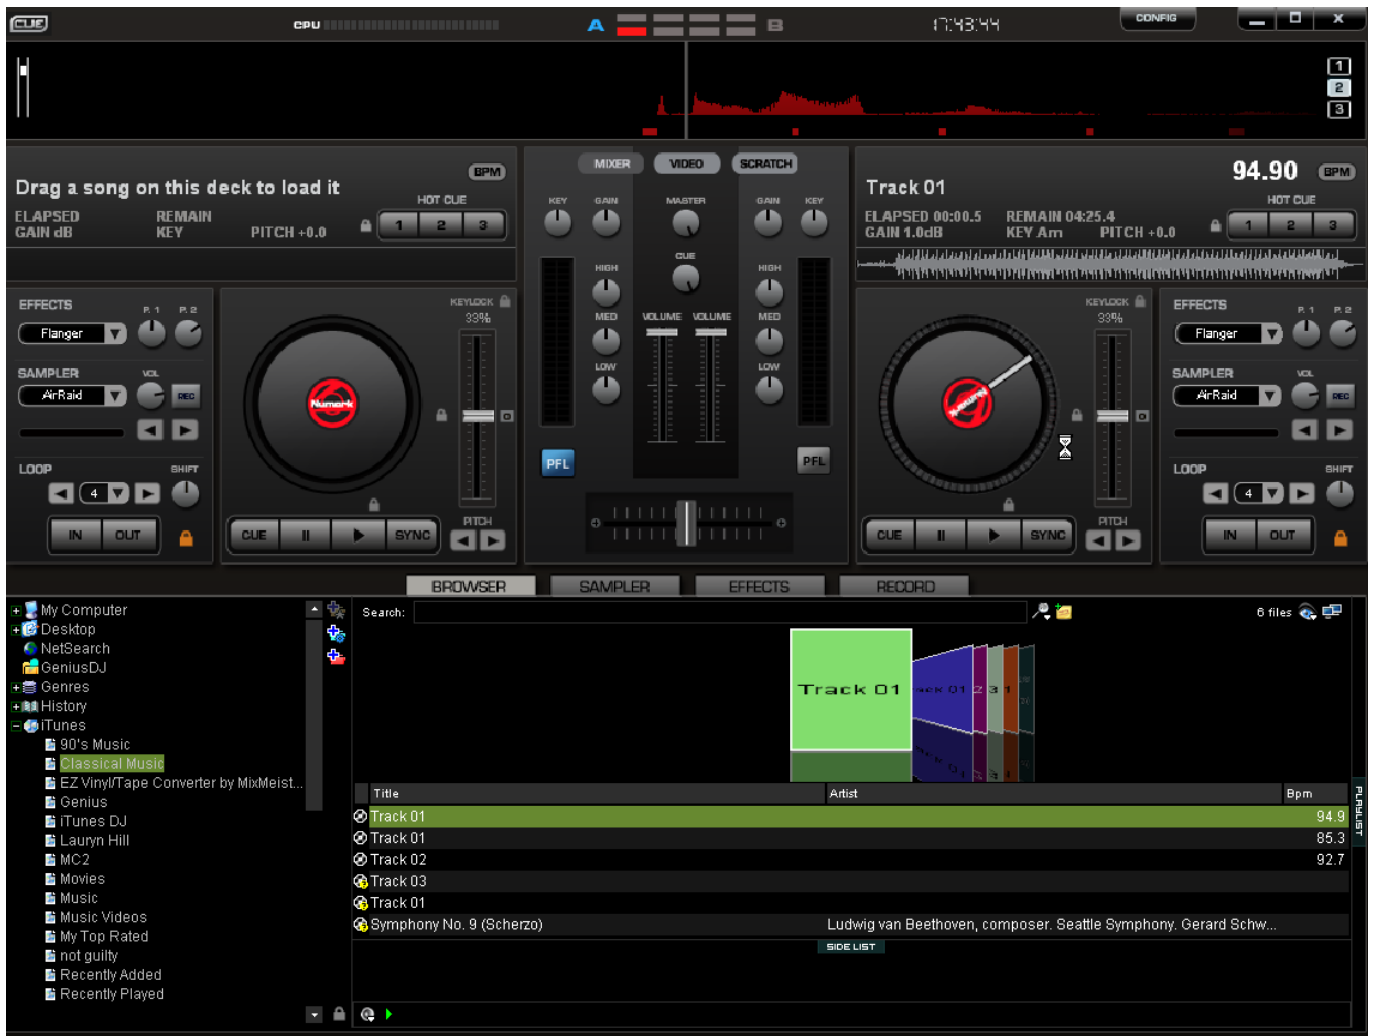 CUE
CPU
A
B
17:43:44
CONFIG
1
2
3
MIXER VIDEO SCRATCH
Drag a song on this deck to load it
BPM
ELAPSED REMAIN
GAIN dB KEY PITCH +0.0
HOT CUE
1 2 3
KEY GAIN MASTER GAIN KEY
CUE
HIGH HIGH
MED VOLUME VOLUME MED
LOW LOW
PFL PFL
Track 01
94.90 BPM
ELAPSED 00:00.5 REMAIN 04:25.4
GAIN 1.0dB KEY Am PITCH +0.0
HOT CUE
1 2 3
EFFECTS P. 1 P. 2
Flanger
SAMPLER VOL
AirRaid REC
LOOP SHIFT
4
IN OUT
KEYLOCK
33%
Numark
CUE II SYNC
PITCH
KEYLOCK
33%
Numark
CUE II SYNC
PITCH
EFFECTS P. 1 P. 2
Flanger
SAMPLER VOL
AirRaid REC
LOOP SHIFT
4
IN OUT
BROWSER SAMPLER EFFECTS RECORD
My Computer
Desktop
NetSearch
GeniusDJ
Genres
History
iTunes
90's Music
Classical Music
EZ Vinyl/Tape Converter by MixMeist...
Genius
iTunes DJ
Lauryn Hill
MC2
Movies
Music
Music Videos
My Top Rated
not guilty
Recently Added
Recently Played
Search:
6 files
Track 01
ack 01 2 3 1
Title Artist Bpm
Track 01 94.9
Track 01 85.3
Track 02 92.7
Track 03
Track 01
Symphony No. 9 (Scherzo) Ludwig van Beethoven, composer. Seattle Symphony. Gerard Schw...
SIDE LIST
PLAYLIST